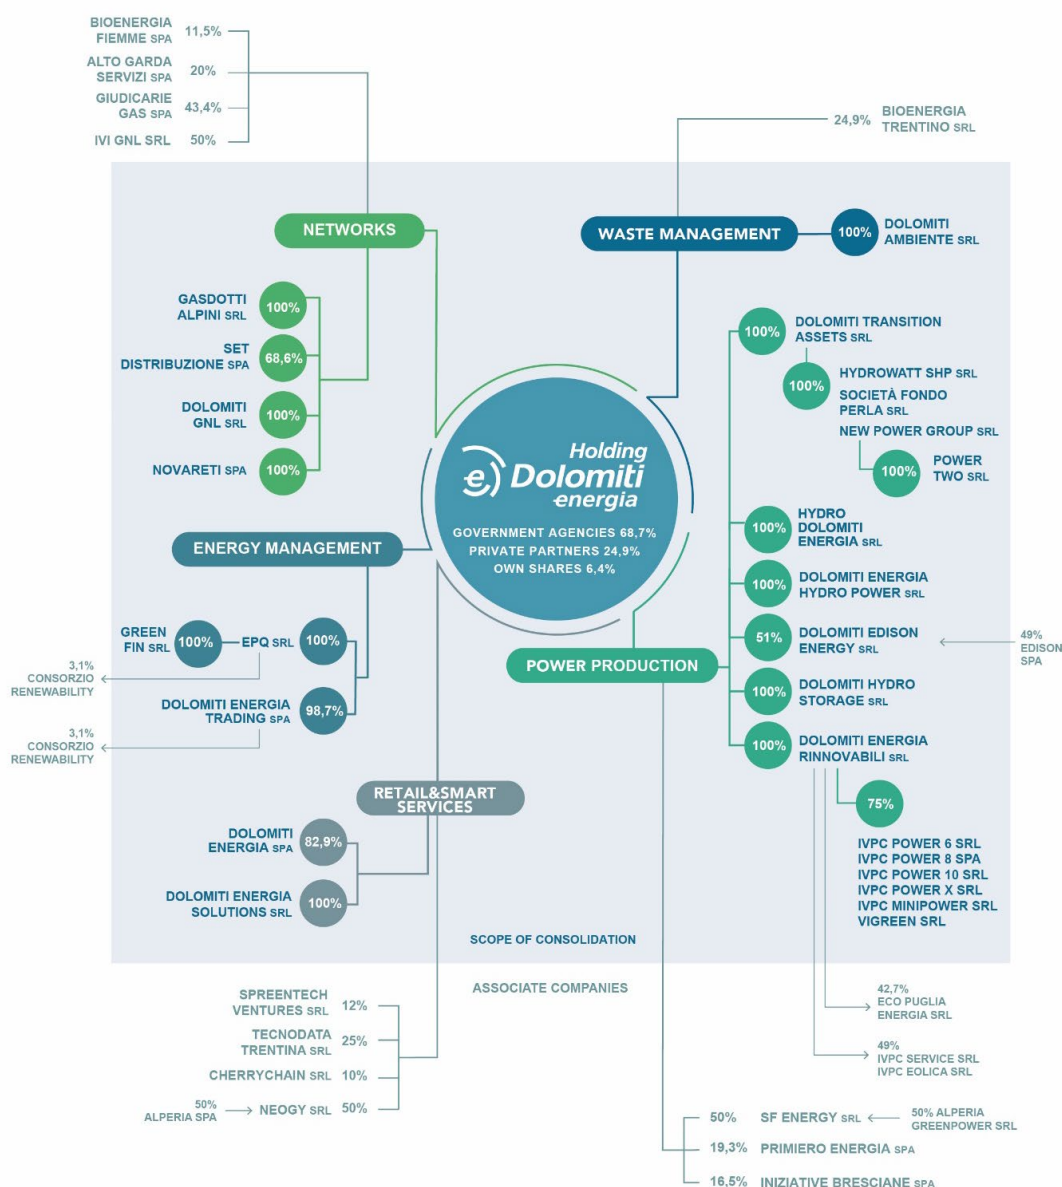 BIOENERGIA
FIEMME SPA 11,5%
ALTO GARDA
SERVIZI SPA 20%
GIUDICARIE
GAS SPA 43,4%
IVI GNL SRL 50%
24,9% BIOENERGIA
TRENTINO SRL
NETWORKS
GASDOTTI
ALPINI SRL 100%
SET
DISTRIBUZIONE SPA 68,6%
DOLOMITI
GNL SRL 100%
NOVARETI SPA 100%
WASTE MANAGEMENT
100% DOLOMITI
AMBIENTE SRL
100% DOLOMITI TRANSITION
ASSETS SRL
100% HYDROWATT SHP SRL
SOCIETÀ FONDO
PERLA SRL
NEW POWER GROUP SRL
100% POWER
TWO SRL
Holding
e Dolomiti
energia
GOVERNMENT AGENCIES 68,7%
PRIVATE PARTNERS 24,9%
OWN SHARES 6,4%
ENERGY MANAGEMENT
GREEN
FIN SRL 100% EPQ SRL 100%
3,1%
CONSORZIO
RENEWABILITY
DOLOMITI ENERGIA
TRADING SPA 98,7%
3,1%
CONSORZIO
RENEWABILITY
POWER PRODUCTION
100% HYDRO
DOLOMITI
ENERGIA SRL
100% DOLOMITI ENERGIA
HYDRO POWER SRL
51% DOLOMITI EDISON
ENERGY SRL
49%
EDISON
SPA
100% DOLOMITI HYDRO
STORAGE SRL
100% DOLOMITI ENERGIA
RINNOVABILI SRL
75%
IVPC POWER 6 SRL
IVPC POWER 8 SPA
IVPC POWER 10 SRL
IVPC POWER X SRL
IVPC MINIPOWER SRL
VIGREEN SRL
RETAIL&SMART
SERVICES
DOLOMITI
ENERGIA SPA 82,9%
DOLOMITI ENERGIA
SOLUTIONS SRL 100%
SCOPE OF CONSOLIDATION
ASSOCIATE COMPANIES
SPREENTECH
VENTURES SRL 12%
TECNODATA
TRENTINA SRL 25%
CHERRYCHAIN SRL 10%
50%
ALPERIA SPA
NEOGY SRL 50%
42,7%
ECO PUGLIA
ENERGIA SRL
49%
IVPC SERVICE SRL
IVPC EOLICA SRL
50% SF ENERGY SRL
50% ALPERIA
GREENPOWER SRL
19,3% PRIMIERO ENERGIA SPA
16,5% INIZIATIVE BRESCIANE SPA